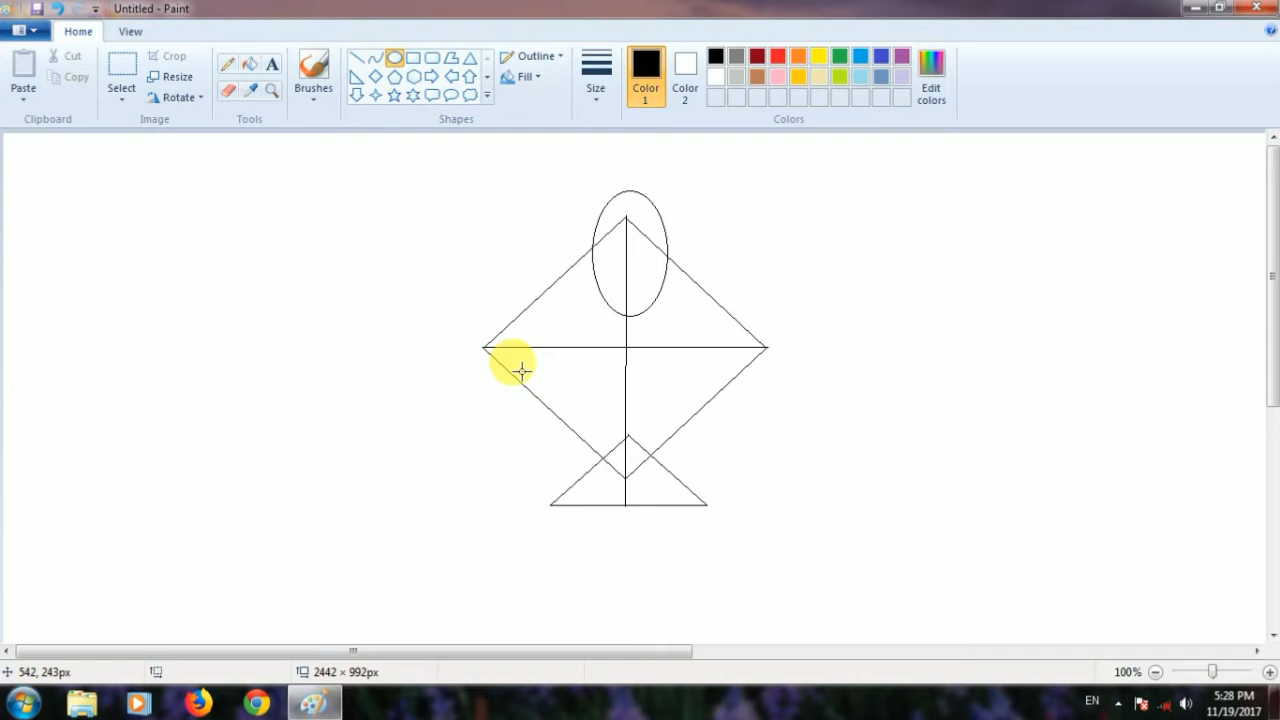 Untitled - Paint
Home View
Paste
Cut
Copy
Clipboard
Select
Crop
Resize
Rotate
Image
A
Tools
Brushes
Outline
Fill
Shapes
Size
Color 1
Color 2
Edit colors
Colors
542, 243px
2442 × 992px
100%
EN
5:28 PM
11/19/2017